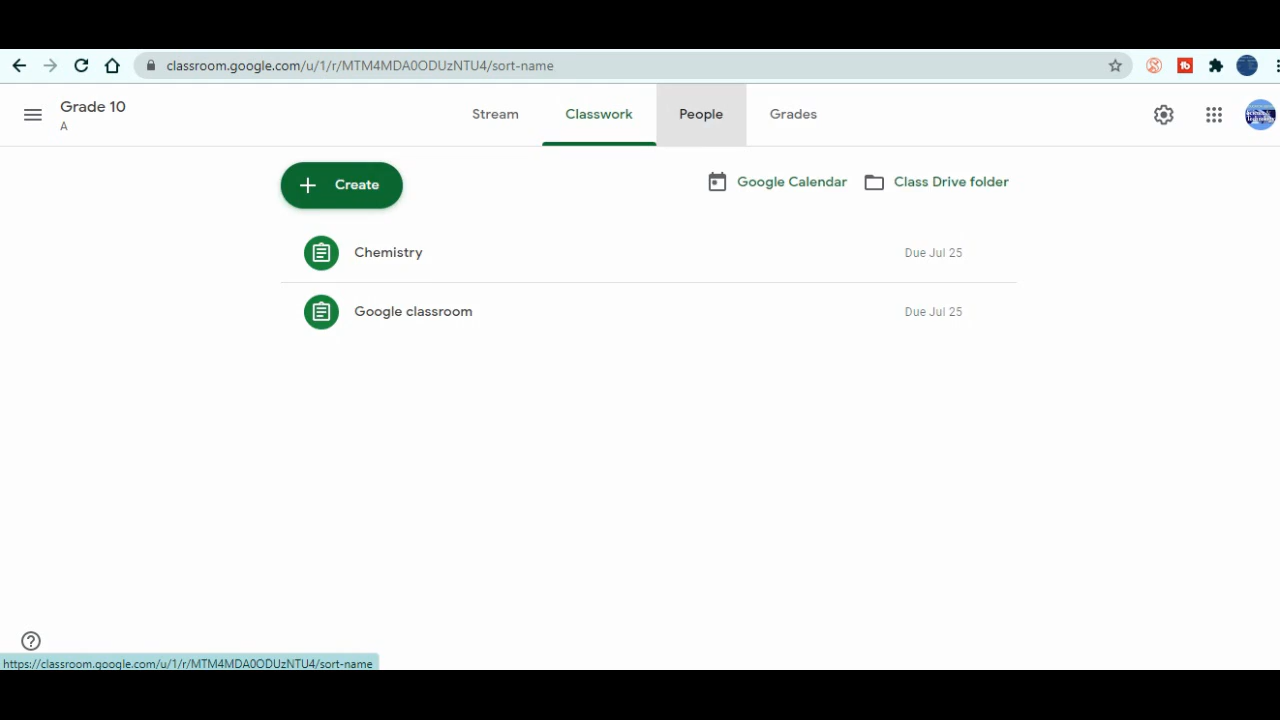 classroom.google.com/u/1/r/MTM4MDA0ODUzNTU4/sort-name
Grade 10
A
Stream
Classwork
People
Grades
Create
Google Calendar
Class Drive folder
Chemistry
Due Jul 25
Google classroom
Due Jul 25
https://classroom.google.com/u/1/r/MTM4MDA0ODUzNTU4/sort-name